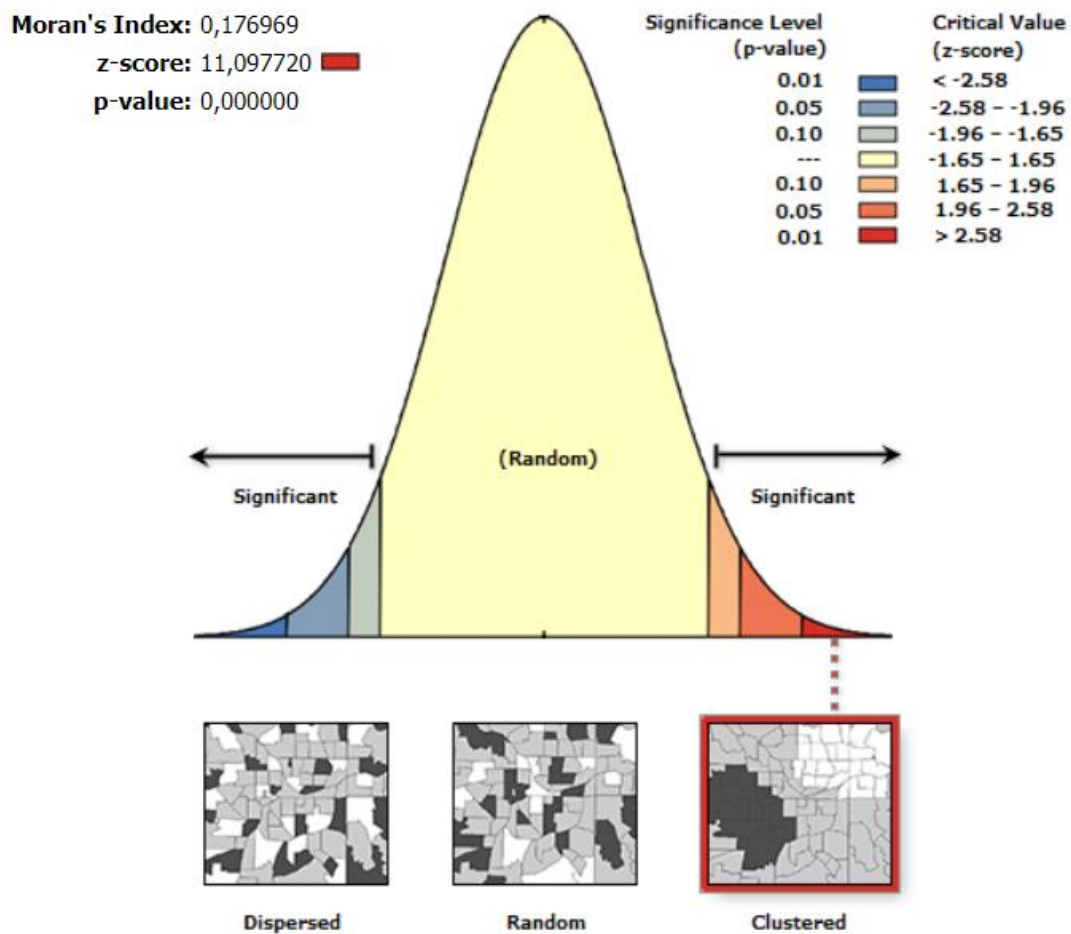 Moran's Index: 0,176969
z-score: 11,097720
p-value: 0,000000
Significance Level
(p-value)
Critical Value
(z-score)
0.01 < -2.58
0.05 -2.58 – -1.96
0.10 -1.96 – -1.65
--- -1.65 – 1.65
0.10 1.65 – 1.96
0.05 1.96 – 2.58
0.01 > 2.58
(Random)
Significant
Significant
Dispersed
Random
Clustered